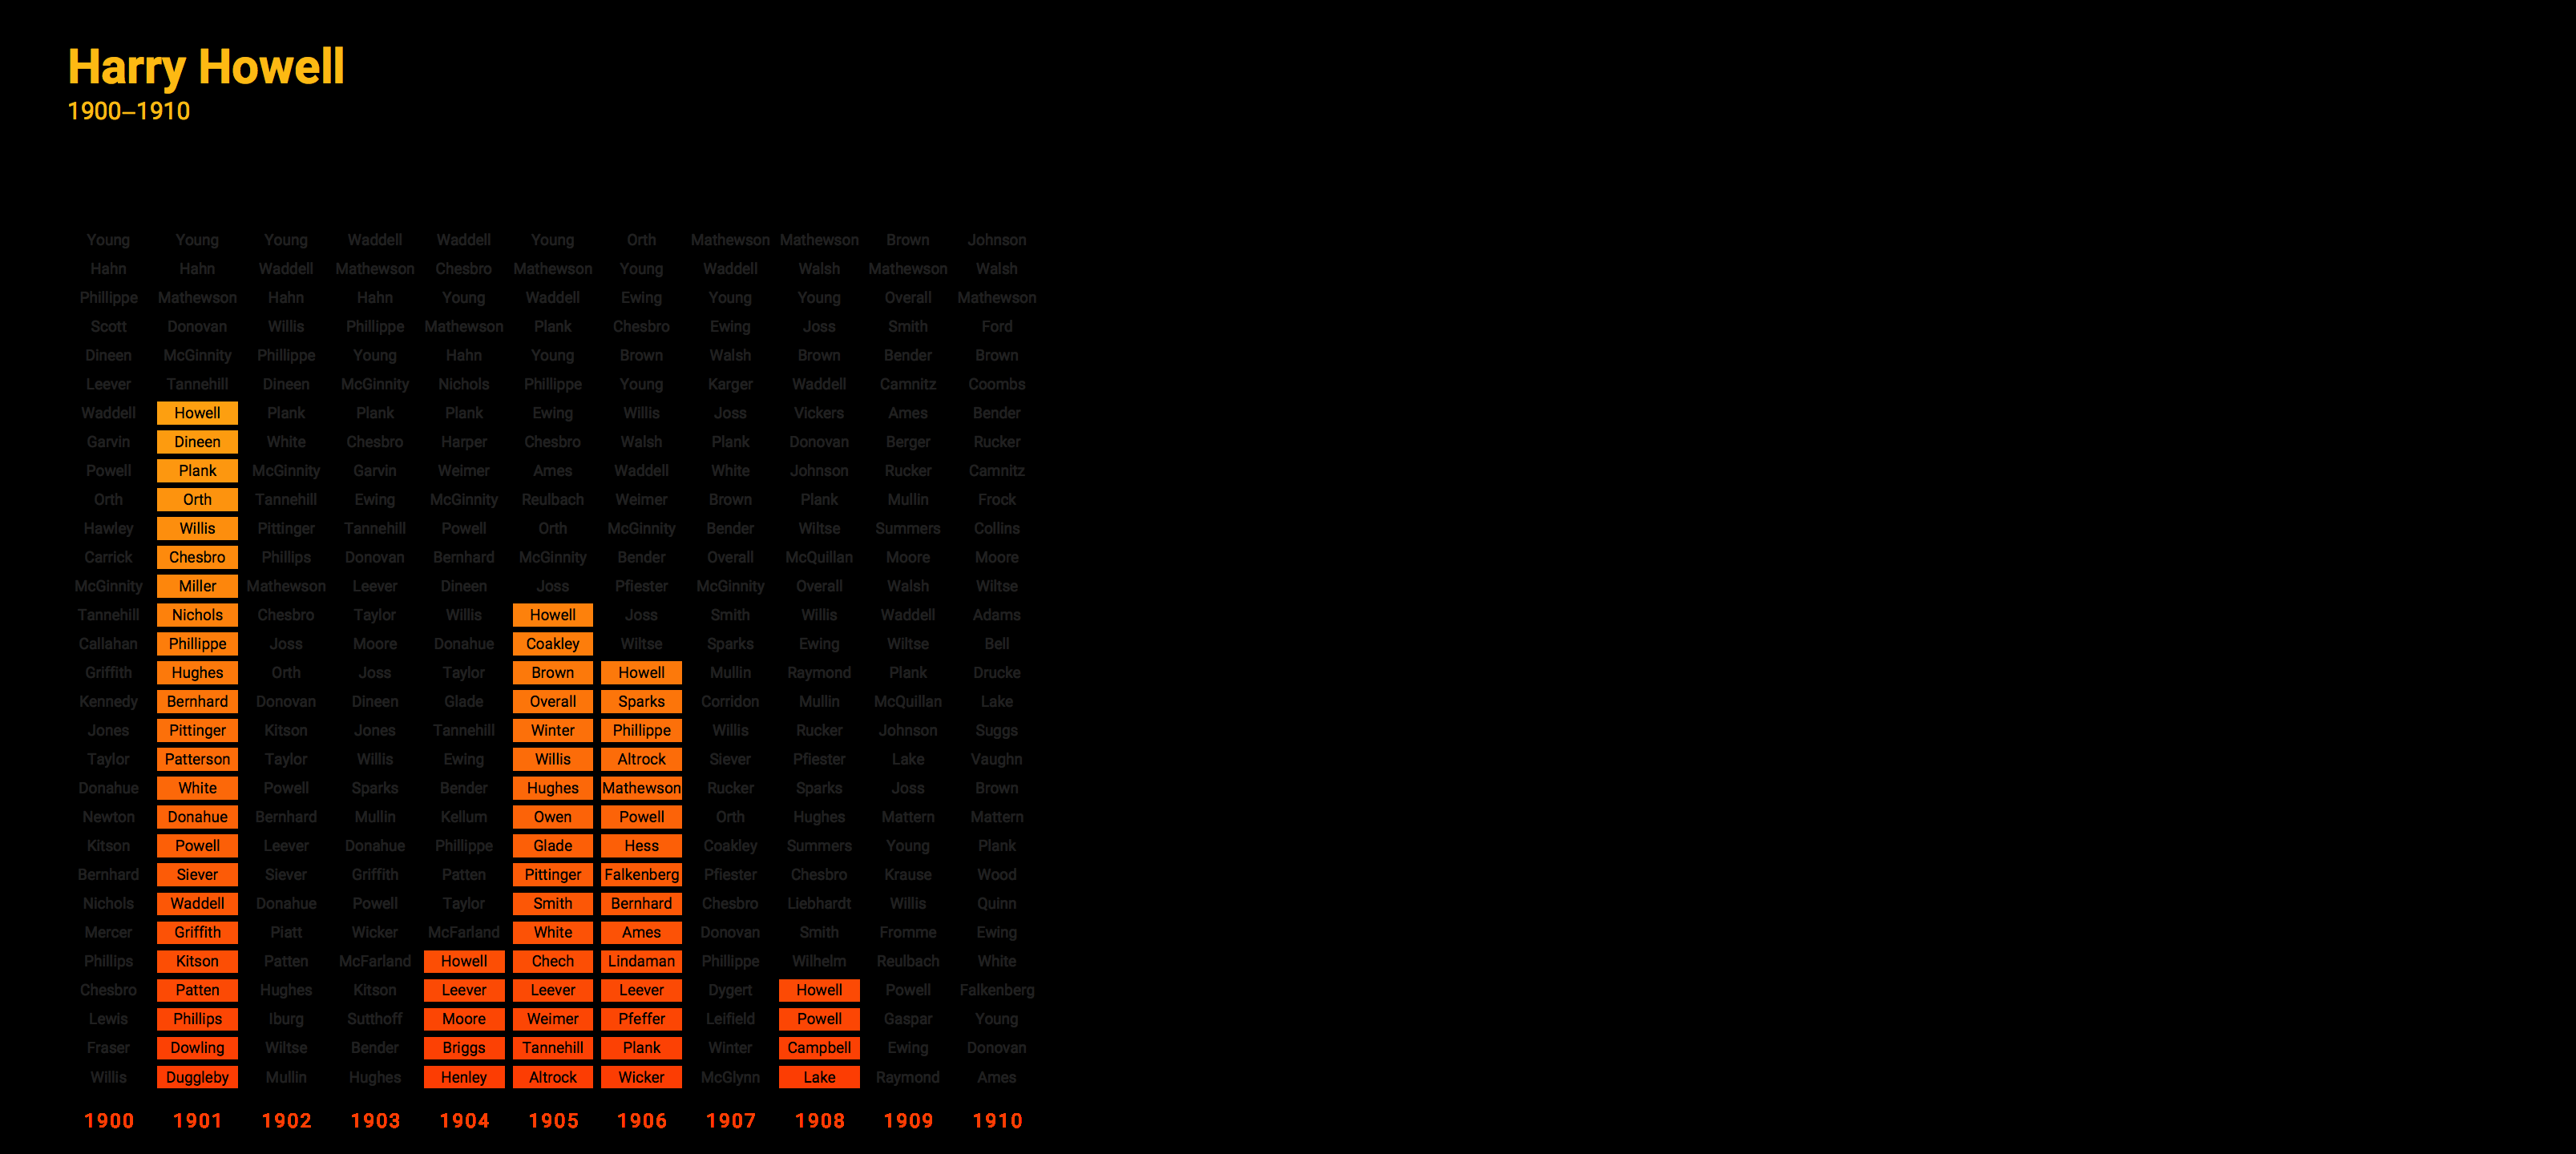 Harry Howell
1900–1910
Young Young Young Waddell Waddell Young Orth Mathewson Mathewson Brown Johnson
Hahn Hahn Waddell Mathewson Chesbro Mathewson Young Waddell Walsh Mathewson Walsh
Phillippe Mathewson Hahn Hahn Young Waddell Ewing Young Young Overall Mathewson
Scott Donovan Willis Phillippe Mathewson Plank Chesbro Ewing Joss Smith Ford
Dineen McGinnity Phillippe Young Hahn Young Brown Walsh Brown Bender Brown
Leever Tannehill Dineen McGinnity Nichols Phillippe Young Karger Waddell Camnitz Coombs
Waddell Howell Plank Plank Plank Ewing Willis Joss Vickers Ames Bender
Garvin Dineen White Chesbro Harper Chesbro Walsh Plank Donovan Berger Rucker
Powell Plank McGinnity Garvin Weimer Ames Waddell White Johnson Rucker Camnitz
Orth Orth Tannehill Ewing McGinnity Reulbach Weimer Brown Plank Mullin Frock
Hawley Willis Pittinger Tannehill Powell Orth McGinnity Bender Wiltse Summers Collins
Carrick Chesbro Phillips Donovan Bernhard McGinnity Bender Overall McQuillan Moore Moore
McGinnity Miller Mathewson Leever Dineen Joss Pfiester McGinnity Overall Walsh Wiltse
Tannehill Nichols Chesbro Taylor Willis Howell Joss Smith Willis Waddell Adams
Callahan Phillippe Joss Moore Donahue Coakley Wiltse Sparks Ewing Wiltse Bell
Griffith Hughes Orth Joss Taylor Brown Howell Mullin Raymond Plank Drucke
Kennedy Bernhard Donovan Dineen Glade Overall Sparks Corridon Mullin McQuillan Lake
Jones Pittinger Kitson Jones Tannehill Winter Phillippe Willis Rucker Johnson Suggs
Taylor Patterson Taylor Willis Ewing Willis Altrock Siever Pfiester Lake Vaughn
Donahue White Powell Sparks Bender Hughes Mathewson Rucker Sparks Joss Brown
Newton Donahue Bernhard Mullin Kellum Owen Powell Orth Hughes Mattern Mattern
Kitson Powell Leever Donahue Phillippe Glade Hess Coakley Summers Young Plank
Bernhard Siever Siever Griffith Patten Pittinger Falkenberg Pfiester Chesbro Krause Wood
Nichols Waddell Donahue Powell Taylor Smith Bernhard Chesbro Liebhardt Willis Quinn
Mercer Griffith Piatt Wicker McFarland White Ames Donovan Smith Fromme Ewing
Phillips Kitson Patten McFarland Howell Chech Lindaman Phillippe Wilhelm Reulbach White
Chesbro Patten Hughes Kitson Leever Leever Leever Dygert Howell Powell Falkenberg
Lewis Phillips Iburg Sutthoff Moore Weimer Pfeffer Leifield Powell Gaspar Young
Fraser Dowling Wiltse Bender Briggs Tannehill Plank Winter Campbell Ewing Donovan
Willis Duggleby Mullin Hughes Henley Altrock Wicker McGlynn Lake Raymond Ames
1900 1901 1902 1903 1904 1905 1906 1907 1908 1909 1910